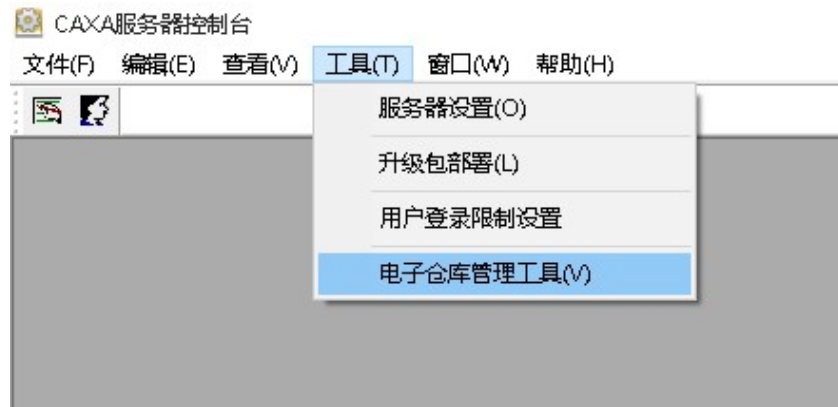 CAXA服务器控制台
文件(F) 编辑(E) 查看(V) 工具(T) 窗口(W) 帮助(H)
服务器设置(O)
升级包部署(L)
用户登录限制设置
电子仓库管理工具(V)